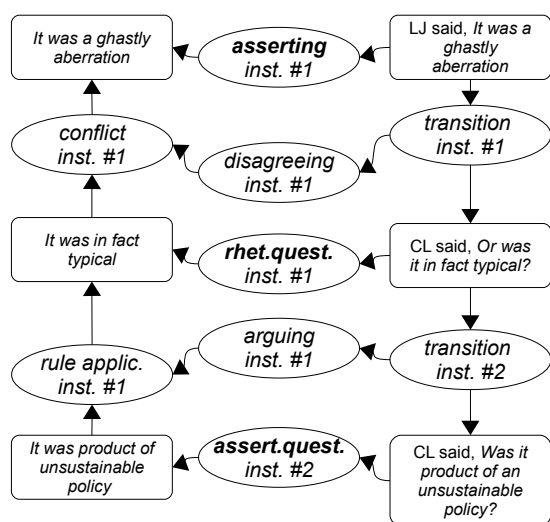 It was a ghastly
aberration
asserting
inst. #1
LJ said, It was a
ghastly
aberration
conflict
inst. #1
disagreeing
inst. #1
transition
inst. #1
It was in fact
typical
rhet.quest.
inst. #1
CL said, Or was
it in fact typical?
rule applic.
inst. #1
arguing
inst. #1
transition
inst. #2
It was product of
unsustainable
policy
assert.quest.
inst. #2
CL said, Was it
product of an
unsustainable
policy?